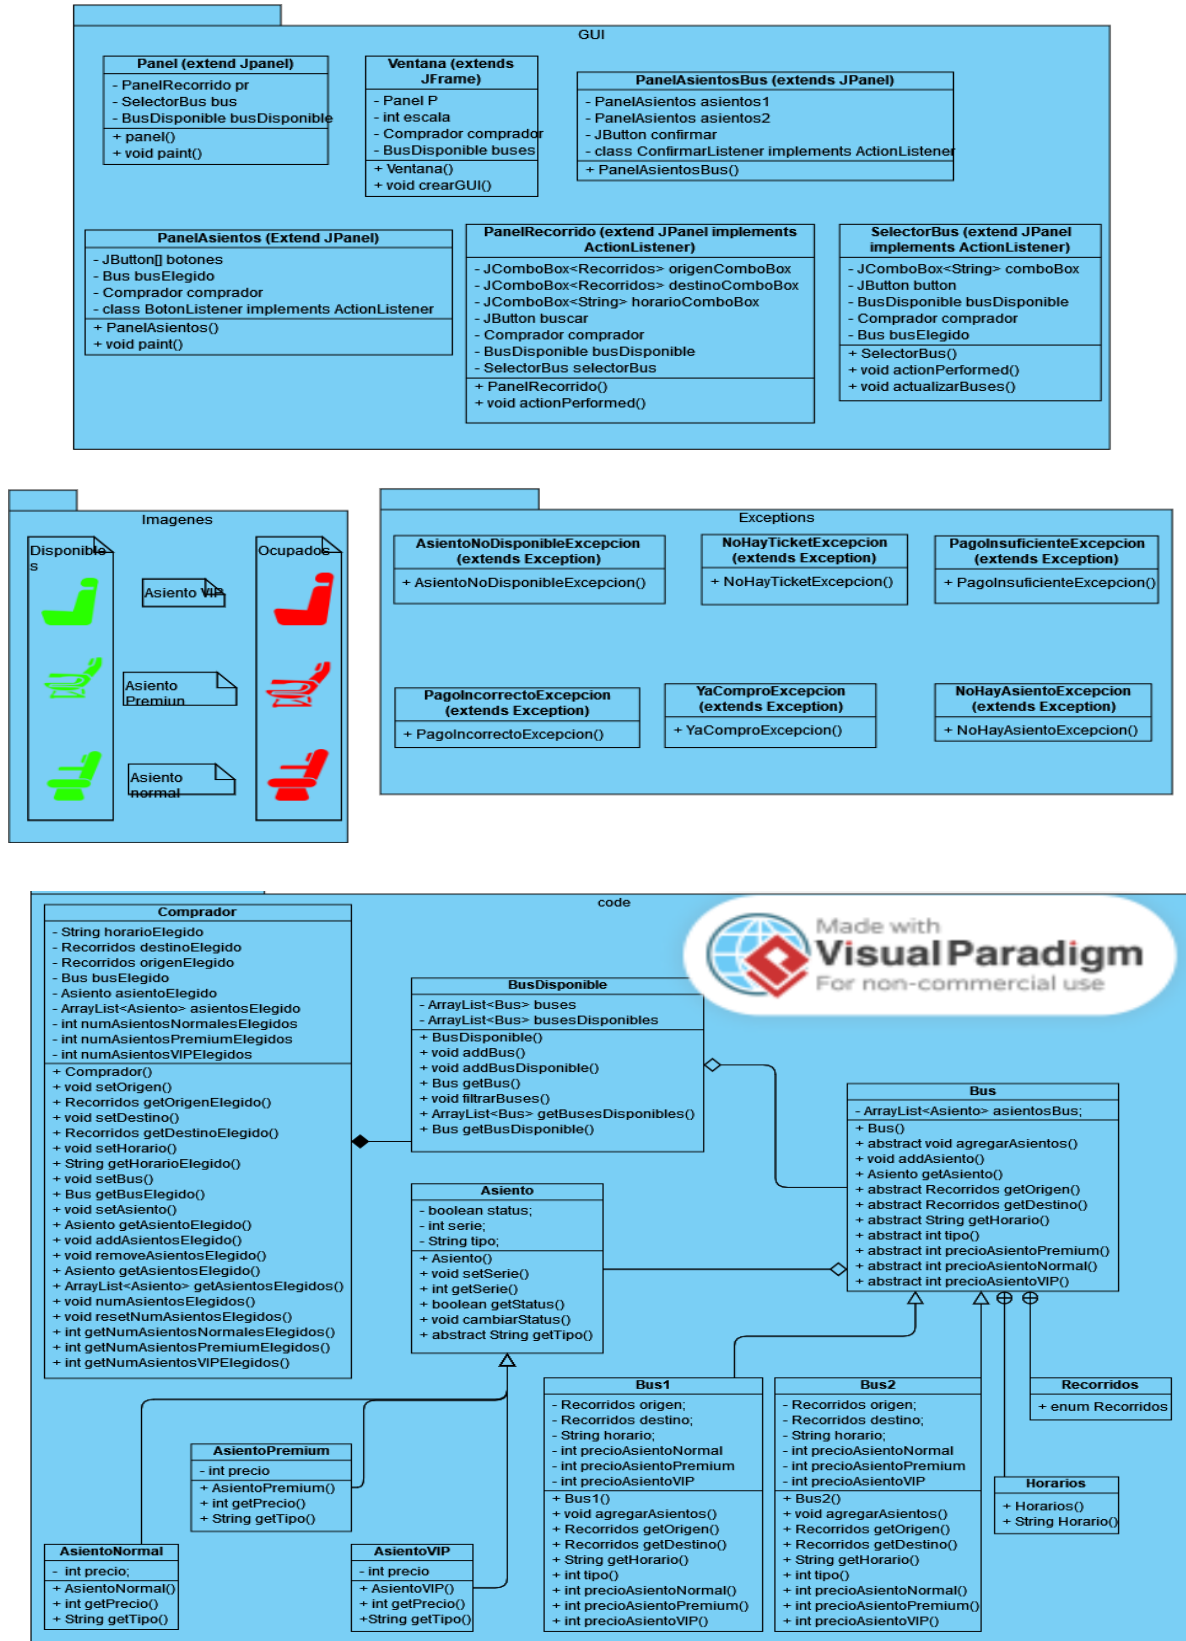 GUI
Panel (extend Jpanel)
- PanelRecorrido pr
- SelectorBus bus
- BusDisponible busDisponible
+ panel()
+ void paint()
Ventana (extends
JFrame)
- Panel P
- int escala
- Comprador comprador
- BusDisponible buses
+ Ventana()
+ void crearGUI()
PanelAsientosBus (extends JPanel)
- PanelAsientos asientos1
- PanelAsientos asientos2
- JButton confirmar
- class ConfirmarListener implements ActionListener
+ PanelAsientosBus()
PanelAsientos (Extend JPanel)
- JButton[] botones
- Bus busElegido
- Comprador comprador
- class BotonListener implements ActionListener
+ PanelAsientos()
+ void paint()
PanelRecorrido (extend JPanel implements
ActionListener)
- JComboBox<Recorridos> origenComboBox
- JComboBox<Recorridos> destinoComboBox
- JComboBox<String> horarioComboBox
- JButton buscar
- Comprador comprador
- BusDisponible busDisponible
- SelectorBus selectorBus
+ PanelRecorrido()
+ void actionPerformed()
SelectorBus (extend JPanel
implements ActionListener)
- JComboBox<String> comboBox
- JButton button
- BusDisponible busDisponible
- Comprador comprador
- Bus busElegido
+ SelectorBus()
+ void actionPerformed()
+ void actualizarBuses()
Imagenes
Disponible
s
Ocupados
Asiento VIP
Asiento
Premiun
Asiento
normal
Exceptions
AsientoNoDisponibleExcepcion
(extends Exception)
+ AsientoNoDisponibleExcepcion()
NoHayTicketExcepcion
(extends Exception)
+ NoHayTicketExcepcion()
PagoInsuficienteExcepcion
(extends Exception)
+ PagoInsuficienteExcepcion()
PagoIncorrectoExcepcion
(extends Exception)
+ PagoIncorrectoExcepcion()
YaComproExcepcion
(extends Exception)
+ YaComproExcepcion()
NoHayAsientoExcepcion
(extends Exception)
+ NoHayAsientoExcepcion()
code
Made with
Visual Paradigm
For non-commercial use
Comprador
- String horarioElegido
- Recorridos destinoElegido
- Recorridos origenElegido
- Bus busElegido
- Asiento asientoElegido
- ArrayList<Asiento> asientosElegido
- int numAsientosNormalesElegidos
- int numAsientosPremiumElegidos
- int numAsientosVIPElegidos
+ Comprador()
+ void setOrigen()
+ Recorridos getOrigenElegido()
+ void setDestino()
+ Recorridos getDestinoElegido()
+ void setHorario()
+ String getHorarioElegido()
+ void setBus()
+ Bus getBusElegido()
+ void setAsiento()
+ Asiento getAsientoElegido()
+ void addAsientosElegido()
+ void removeAsientosElegido()
+ Asiento getAsientosElegido()
+ ArrayList<Asiento> getAsientosElegidos()
+ void numAsientosElegidos()
+ void resetNumAsientosElegidos()
+ int getNumAsientosNormalesElegidos()
+ int getNumAsientosPremiumElegidos()
+ int getNumAsientosVIPElegidos()
BusDisponible
- ArrayList<Bus> buses
- ArrayList<Bus> busesDisponibles
+ BusDisponible()
+ void addBus()
+ void addBusDisponible()
+ Bus getBus()
+ void filtrarBuses()
+ ArrayList<Bus> getBusesDisponibles()
+ Bus getBusDisponible()
Bus
- ArrayList<Asiento> asientosBus;
+ Bus()
+ abstract void agregarAsientos()
+ void addAsiento()
+ Asiento getAsiento()
+ abstract Recorridos getOrigen()
+ abstract Recorridos getDestino()
+ abstract String getHorario()
+ abstract int tipo()
+ abstract int precioAsientoPremium()
+ abstract int precioAsientoNormal()
+ abstract int precioAsientoVIP()
Asiento
- boolean status;
- int serie;
- String tipo;
+ Asiento()
+ void setSerie()
+ int getSerie()
+ boolean getStatus()
+ void cambiarStatus()
+ abstract String getTipo()
AsientoPremium
- int precio
+ AsientoPremium()
+ int getPrecio()
+ String getTipo()
AsientoNormal
- int precio;
+ AsientoNormal()
+ int getPrecio()
+ String getTipo()
AsientoVIP
- int precio
+ AsientoVIP()
+ int getPrecio()
+String getTipo()
Bus1
- Recorridos origen;
- Recorridos destino;
- String horario;
- int precioAsientoNormal
- int precioAsientoPremium
- int precioAsientoVIP
+ Bus1()
+ void agregarAsientos()
+ Recorridos getOrigen()
+ Recorridos getDestino()
+ String getHorario()
+ int tipo()
+ int precioAsientoNormal()
+ int precioAsientoPremium()
+ int precioAsientoVIP()
Bus2
- Recorridos origen;
- Recorridos destino;
- String horario;
- int precioAsientoNormal
- int precioAsientoPremium
- int precioAsientoVIP
+ Bus2()
+ void agregarAsientos()
+ Recorridos getOrigen()
+ Recorridos getDestino()
+ String getHorario()
+ int tipo()
+ int precioAsientoNormal()
+ int precioAsientoPremium()
+ int precioAsientoVIP()
Recorridos
+ enum Recorridos
Horarios
+ Horarios()
+ String Horario()